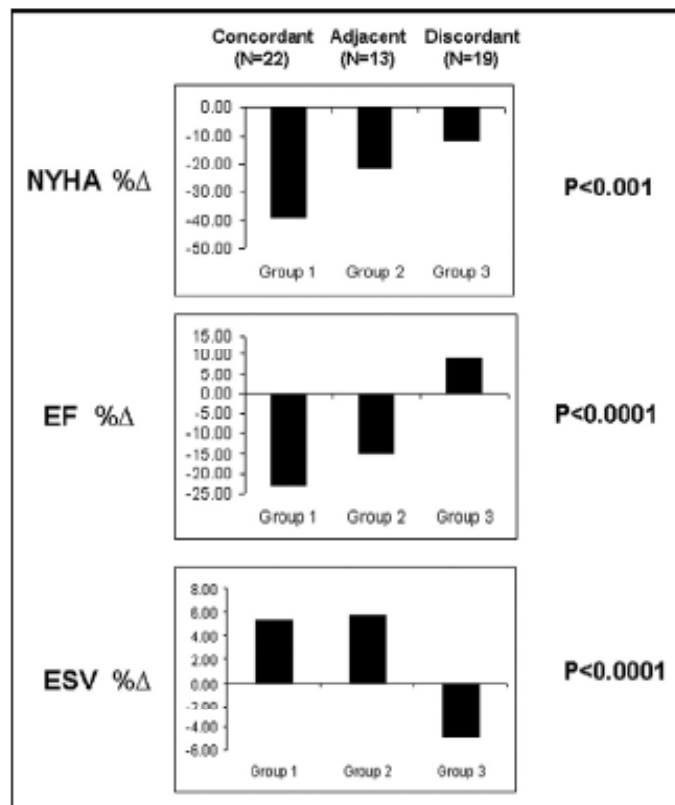 Concordant Adjacent Discordant
(N=22) (N=13) (N=19)
NYHA %Δ
0.00
-10.00
-20.00
-30.00
-40.00
-50.00
Group 1 Group 2 Group 3
P<0.001
EF %Δ
15.00
10.00
5.00
0.00
-5.00
-10.00
-15.00
-20.00
-25.00
Group 1 Group 2 Group 3
P<0.0001
ESV %Δ
8.00
6.00
4.00
2.00
0.00
-2.00
-4.00
-6.00
Group 1 Group 2 Group 3
P<0.0001